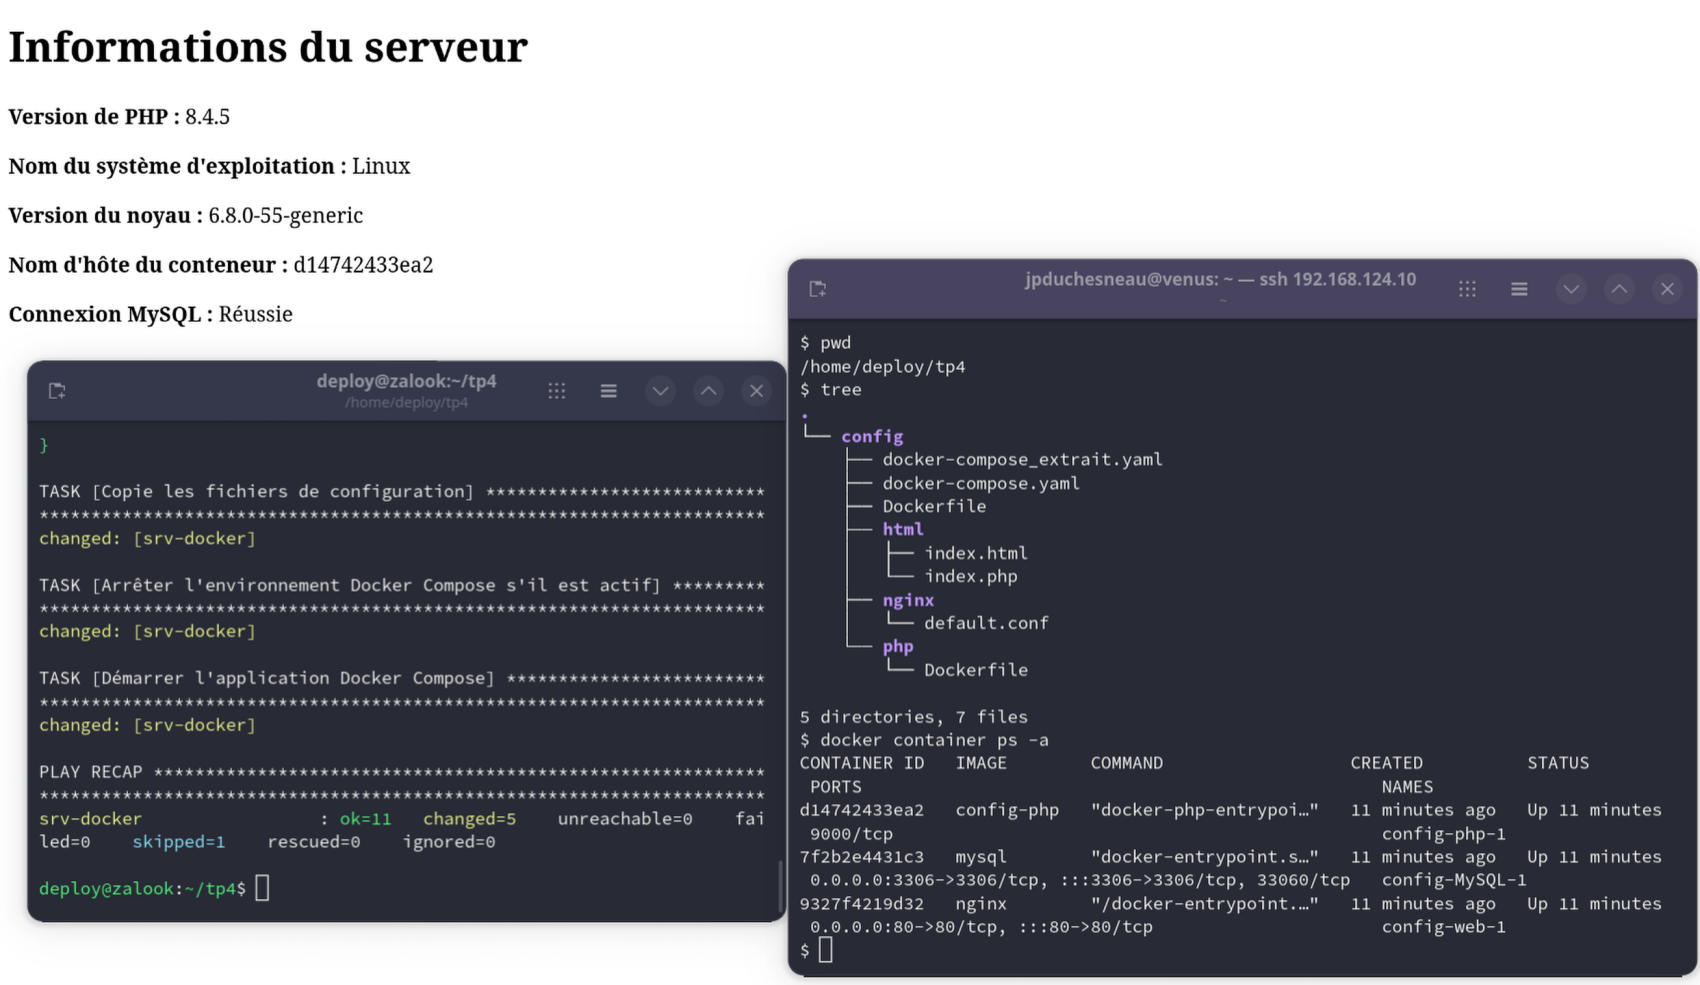 Informations du serveur
Version de PHP : 8.4.5
Nom du système d'exploitation : Linux
Version du noyau : 6.8.0-55-generic
Nom d'hôte du conteneur : d14742433ea2
Connexion MySQL : Réussie
deploy@zalook:~/tp4
/home/deploy/tp4
}
TASK [Copie les fichiers de configuration] ***************************
**********************************************************************
changed: [srv-docker]
TASK [Arrêter l'environnement Docker Compose s'il est actif] *********
**********************************************************************
changed: [srv-docker]
TASK [Démarrer l'application Docker Compose] *************************
**********************************************************************
changed: [srv-docker]
PLAY RECAP ***********************************************************
**********************************************************************
srv-docker                 : ok=11   changed=5    unreachable=0    fai
led=0    skipped=1    rescued=0    ignored=0
deploy@zalook:~/tp4$
jpduchesneau@venus: ~ — ssh 192.168.124.10
~
$ pwd
/home/deploy/tp4
$ tree
.
└── config
    ├── docker-compose_extrait.yaml
    ├── docker-compose.yaml
    ├── Dockerfile
    ├── html
    │   ├── index.html
    │   └── index.php
    ├── nginx
    │   └── default.conf
    └── php
        └── Dockerfile
5 directories, 7 files
$ docker container ps -a
CONTAINER ID   IMAGE        COMMAND                  CREATED          STATUS
 PORTS                                                  NAMES
d14742433ea2   config-php   "docker-php-entrypoi…"   11 minutes ago   Up 11 minutes
 9000/tcp                                               config-php-1
7f2b2e4431c3   mysql        "docker-entrypoint.s…"   11 minutes ago   Up 11 minutes
 0.0.0.0:3306->3306/tcp, :::3306->3306/tcp, 33060/tcp   config-MySQL-1
9327f4219d32   nginx        "/docker-entrypoint.…"   11 minutes ago   Up 11 minutes
 0.0.0.0:80->80/tcp, :::80->80/tcp                      config-web-1
$